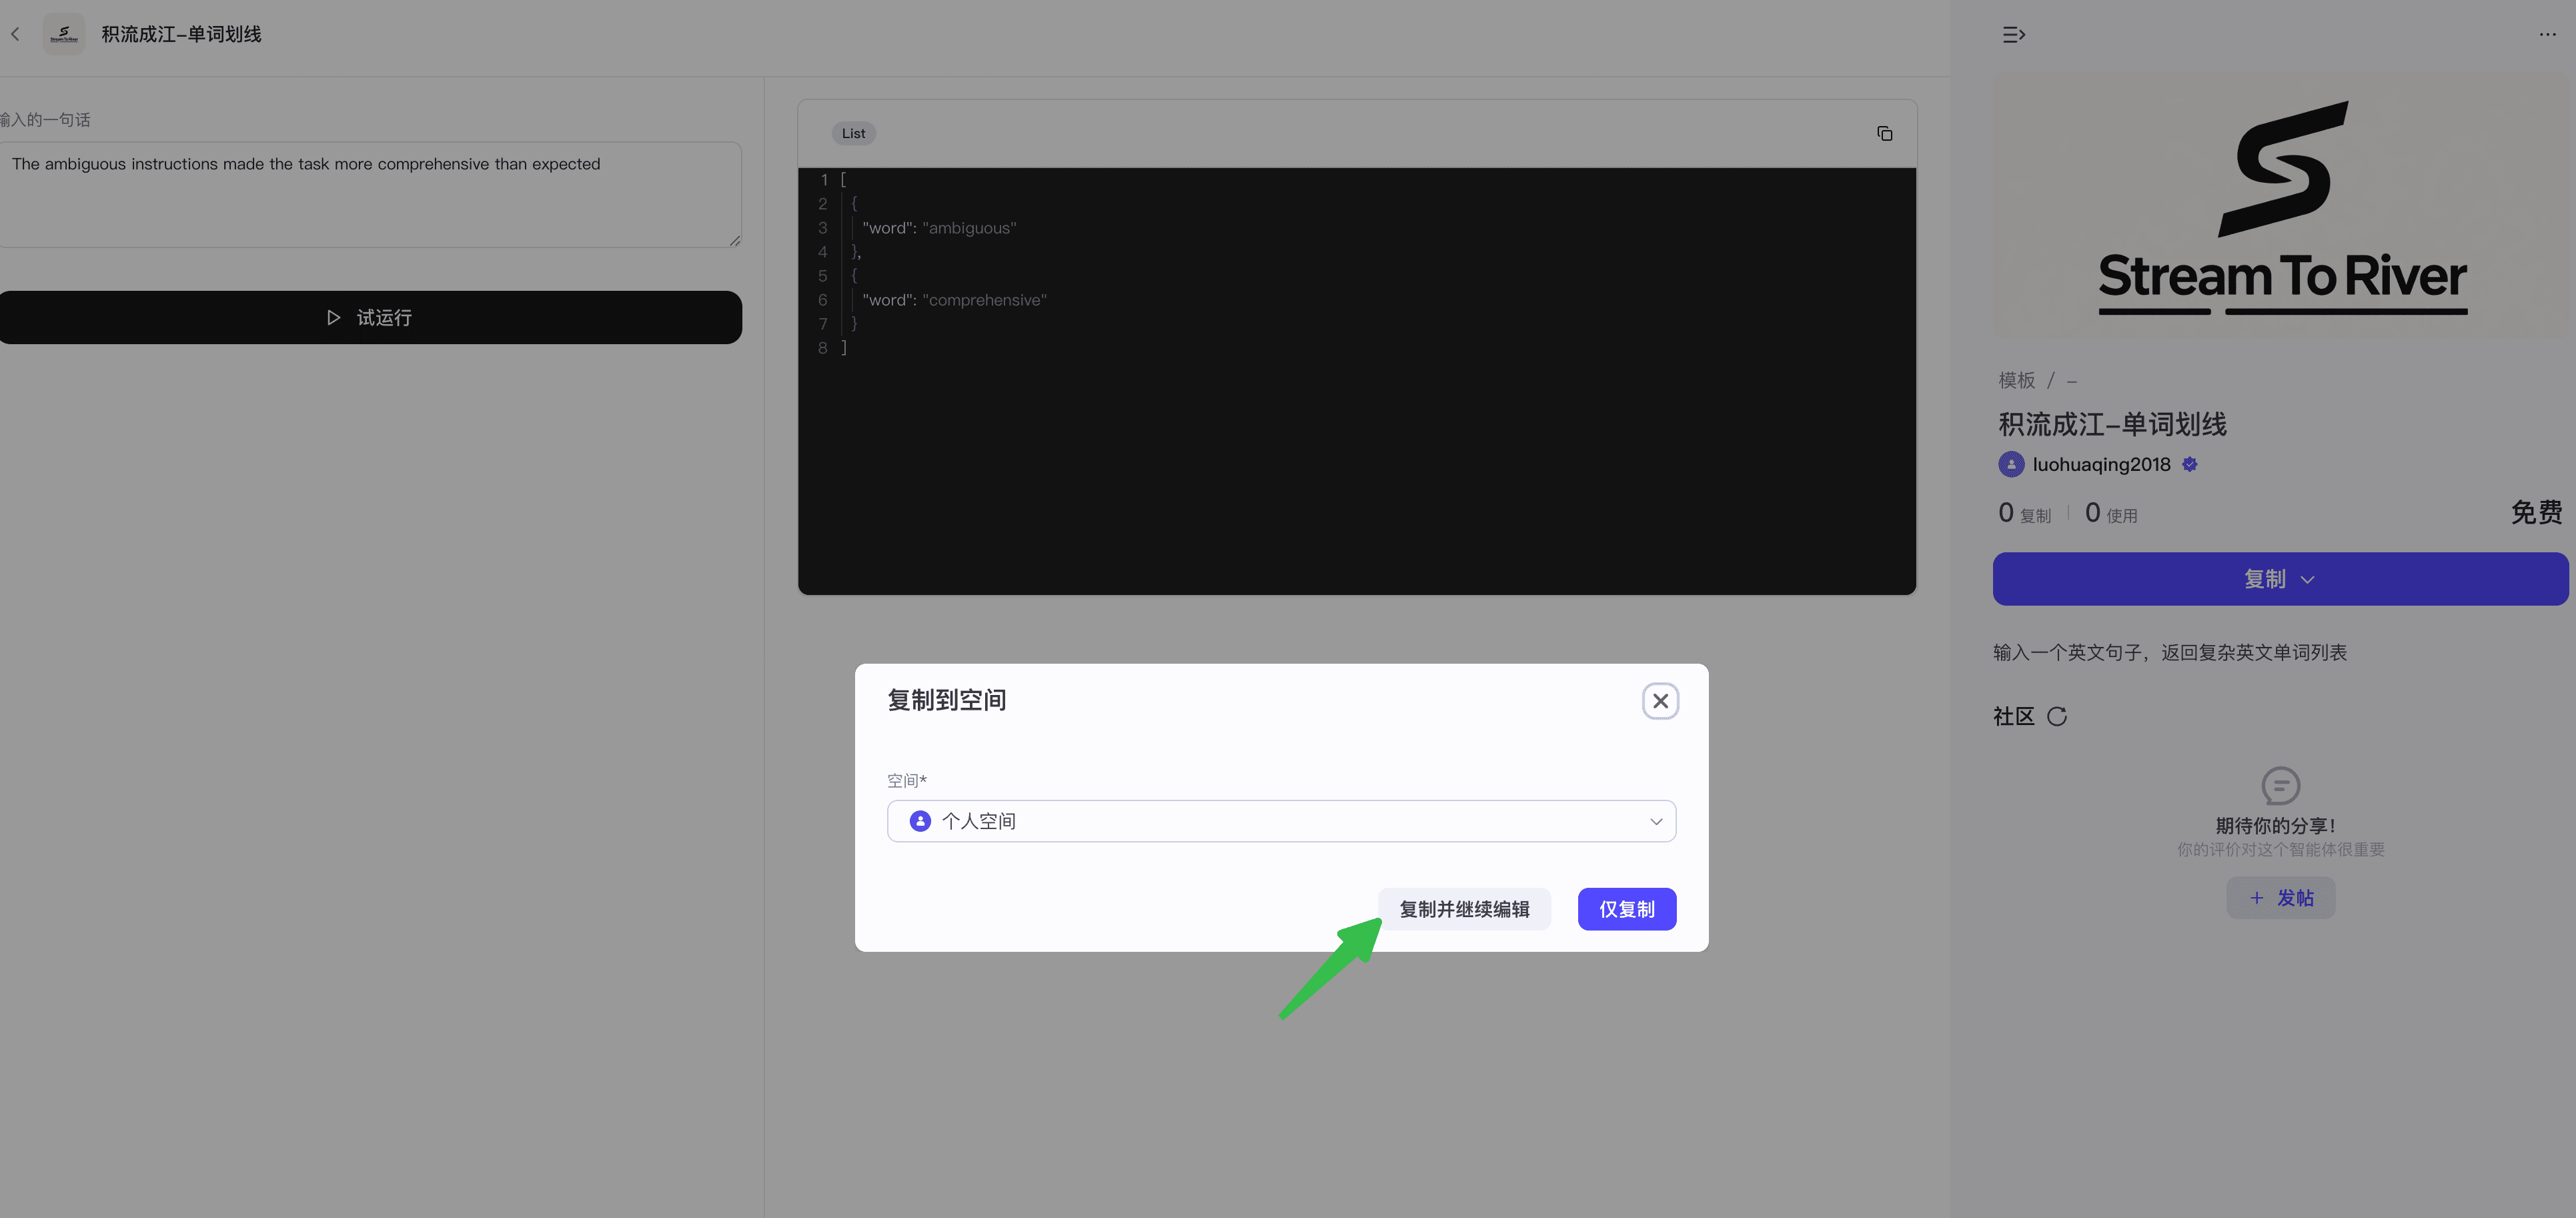 积流成江-单词划线
输入的一句话
The ambiguous instructions made the task more comprehensive than expected
试运行
List
1 [
2 {
3 "word": "ambiguous"
4 },
5 {
6 "word": "comprehensive"
7 }
8 ]
复制到空间
空间*
个人空间
复制并继续编辑
仅复制
Stream To River
模板 / -
积流成江-单词划线
luohuaqing2018
0 复制 0 使用
免费
复制
输入一个英文句子，返回复杂英文单词列表
社区
期待你的分享！
你的评价对这个智能体很重要
+ 发帖